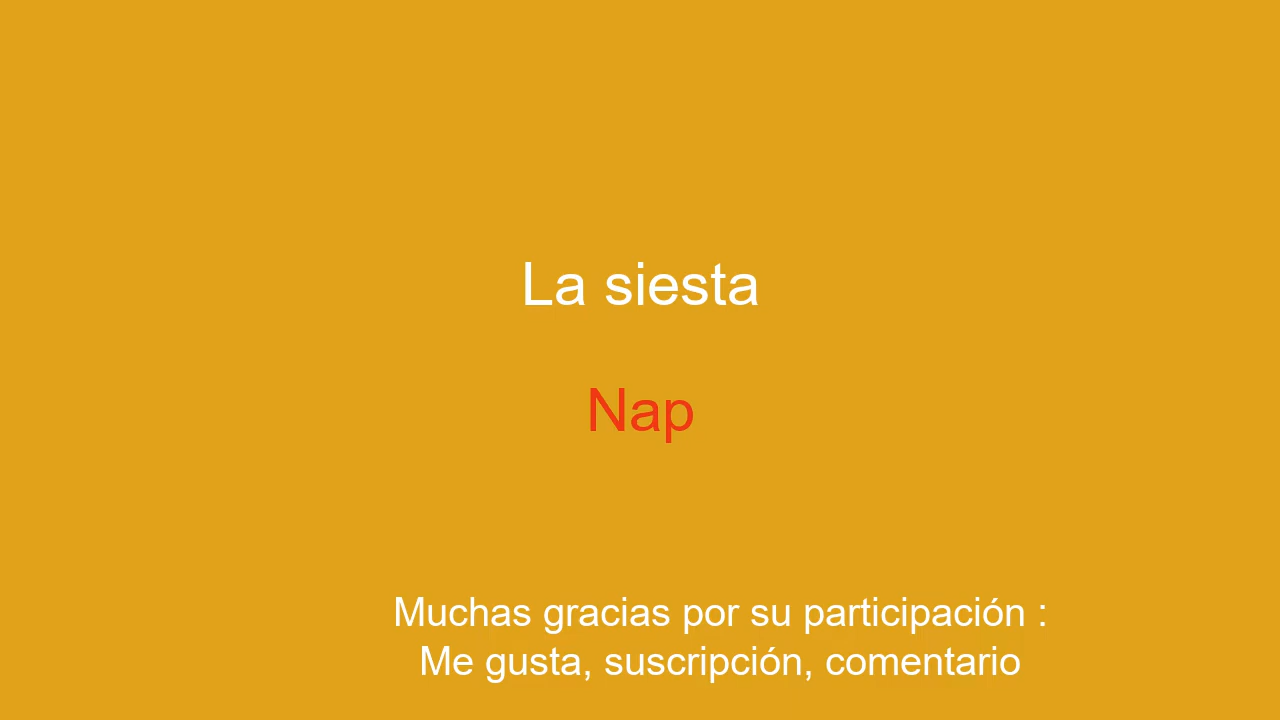 La siesta
Nap
Muchas gracias por su participación :
Me gusta, suscripción, comentario